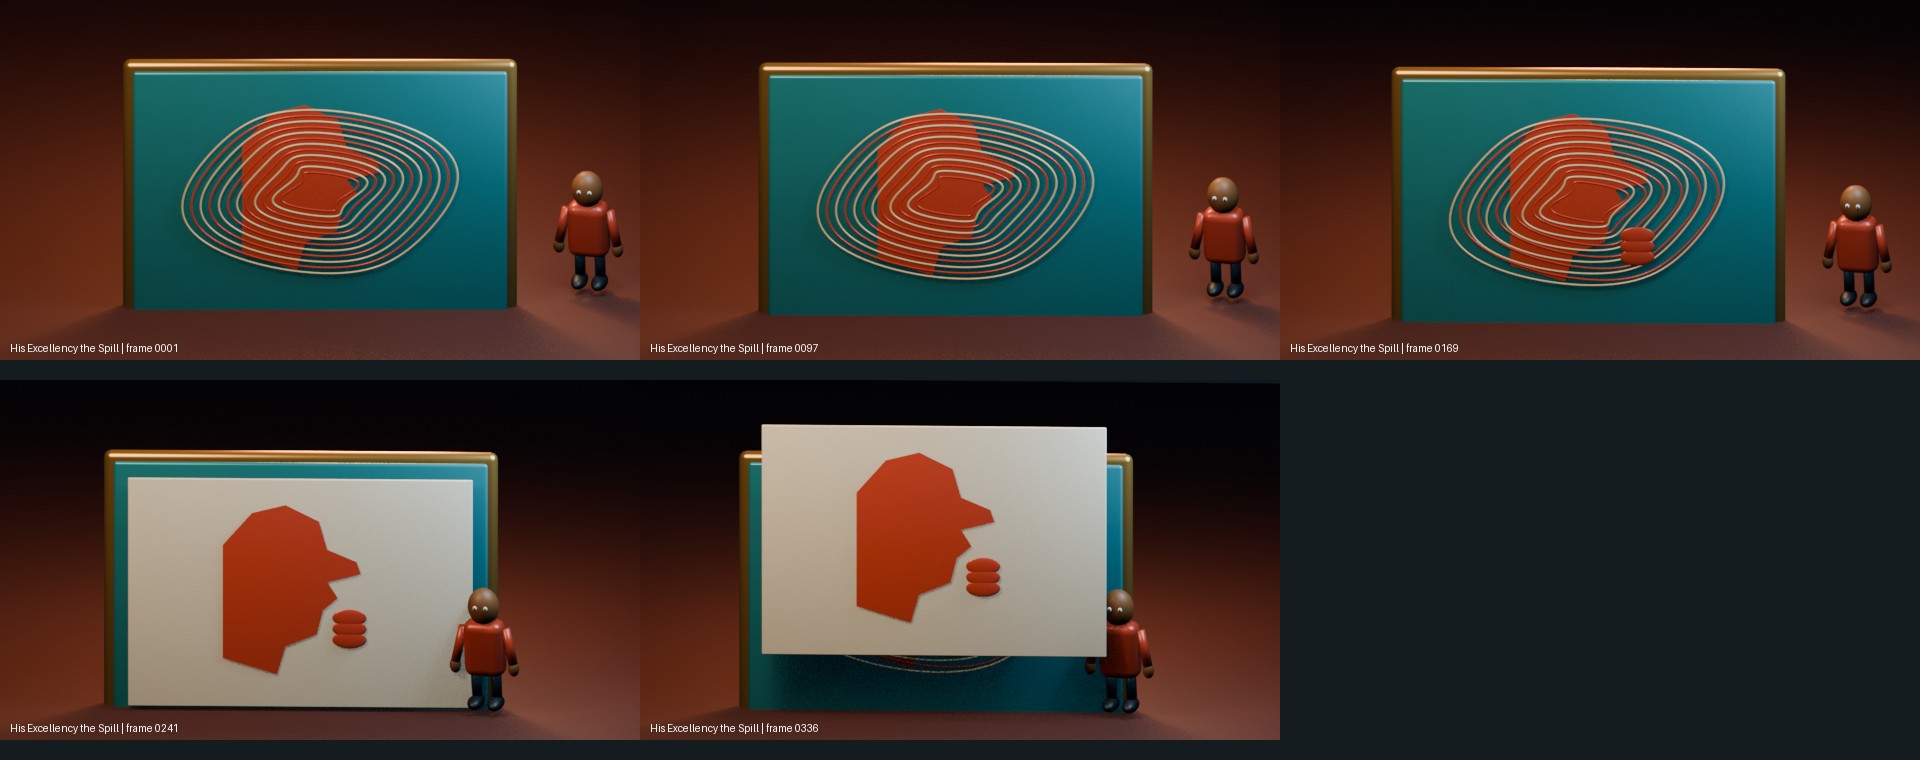 His Excellency the Spill | frame 0001
His Excellency the Spill | frame 0097
His Excellency the Spill | frame 0169
His Excellency the Spill | frame 0241
His Excellency the Spill | frame 0336